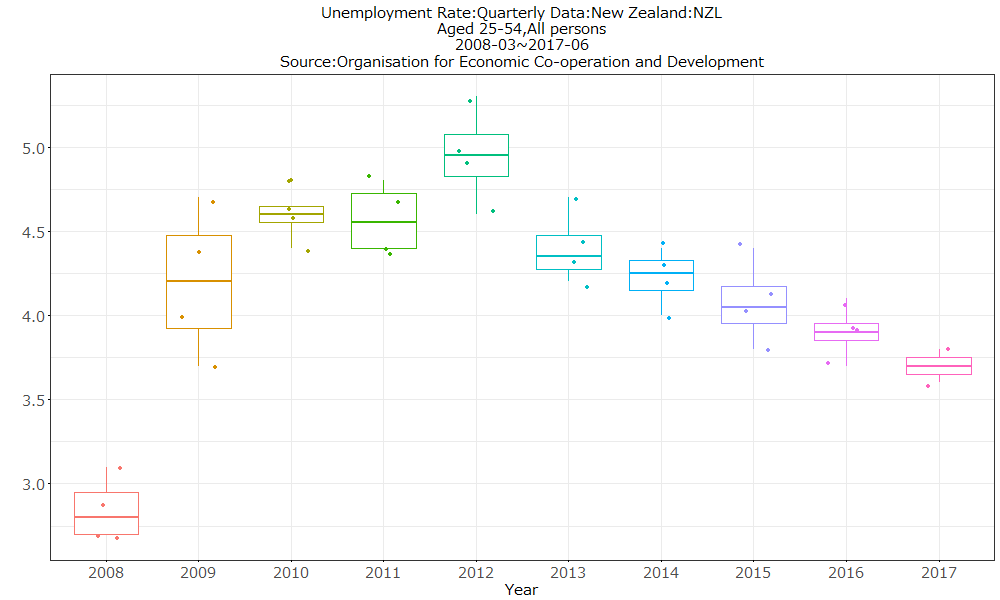 Unemployment Rate:Quarterly Data:New Zealand:NZL
Aged 25-54,All persons
2008-03~2017-06
Source:Organisation for Economic Co-operation and Development
5.0
4.5
4.0
3.5
3.0
2008 2009 2010 2011 2012 2013 2014 2015 2016 2017
Year